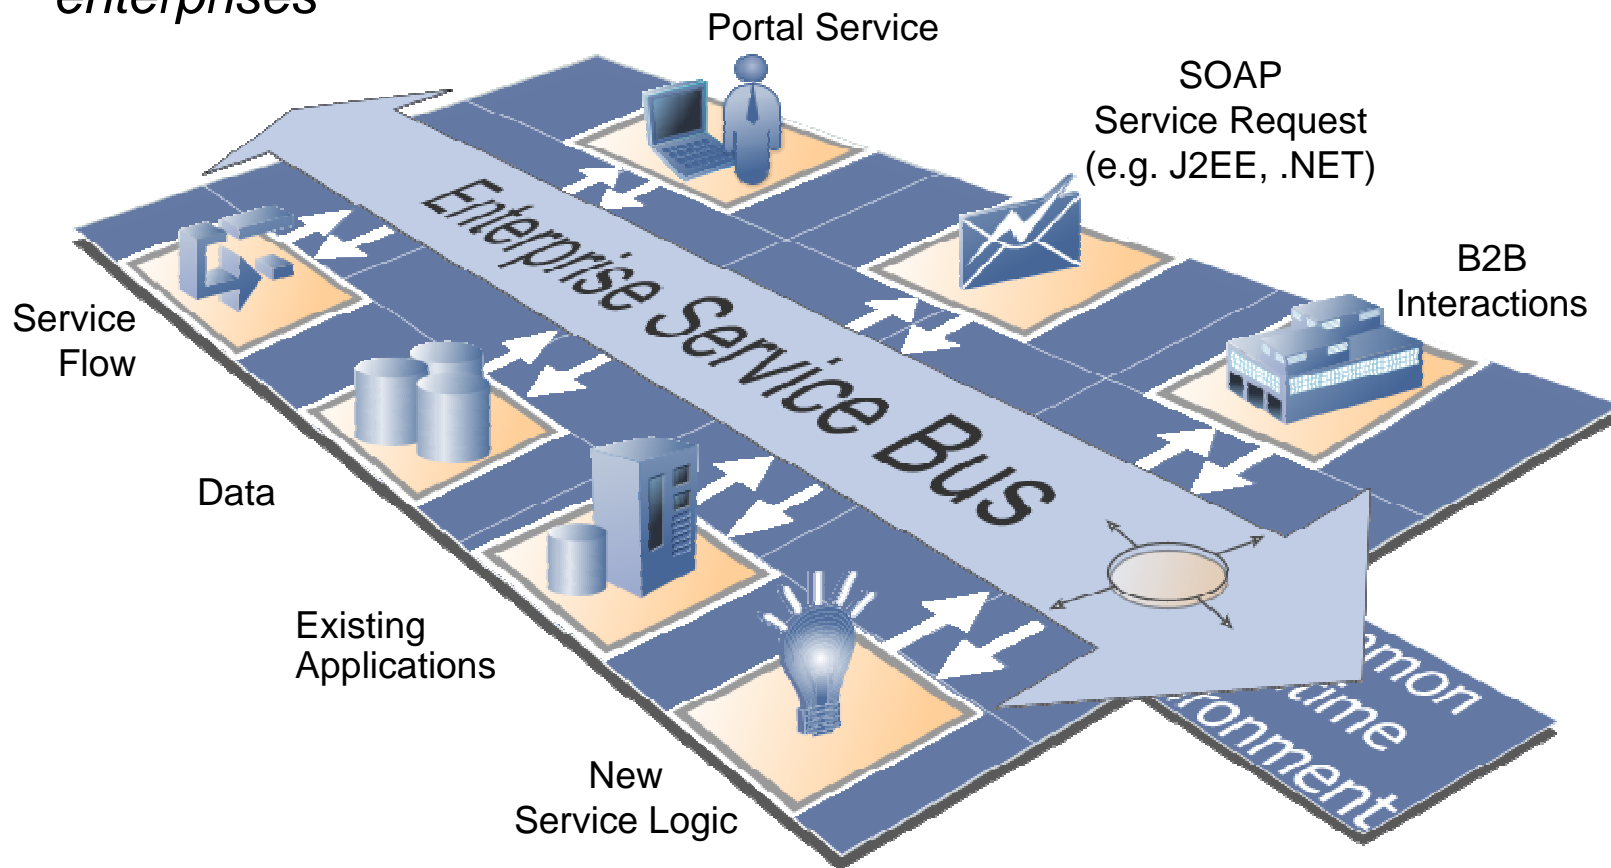 enterprises
Portal Service
SOAP
Service Request
(e.g. J2EE, .NET)
B2B
Interactions
Enterprise Service Bus
Service
Flow
Data
Existing
Applications
New
Service Logic